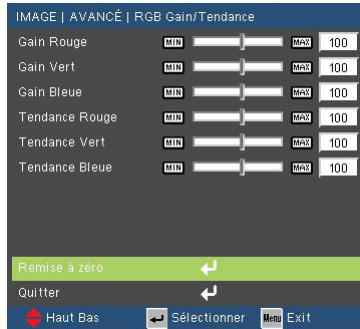 IMAGE | AVANCÉ | RGB Gain/Tendance
Gain Rouge MIN MAX 100
Gain Vert MIN MAX 100
Gain Bleue MIN MAX 100
Tendance Rouge MIN MAX 100
Tendance Vert MIN MAX 100
Tendance Bleue MIN MAX 100
Remise à zéro
Quitter
Haut Bas Sélectionner Menu Exit